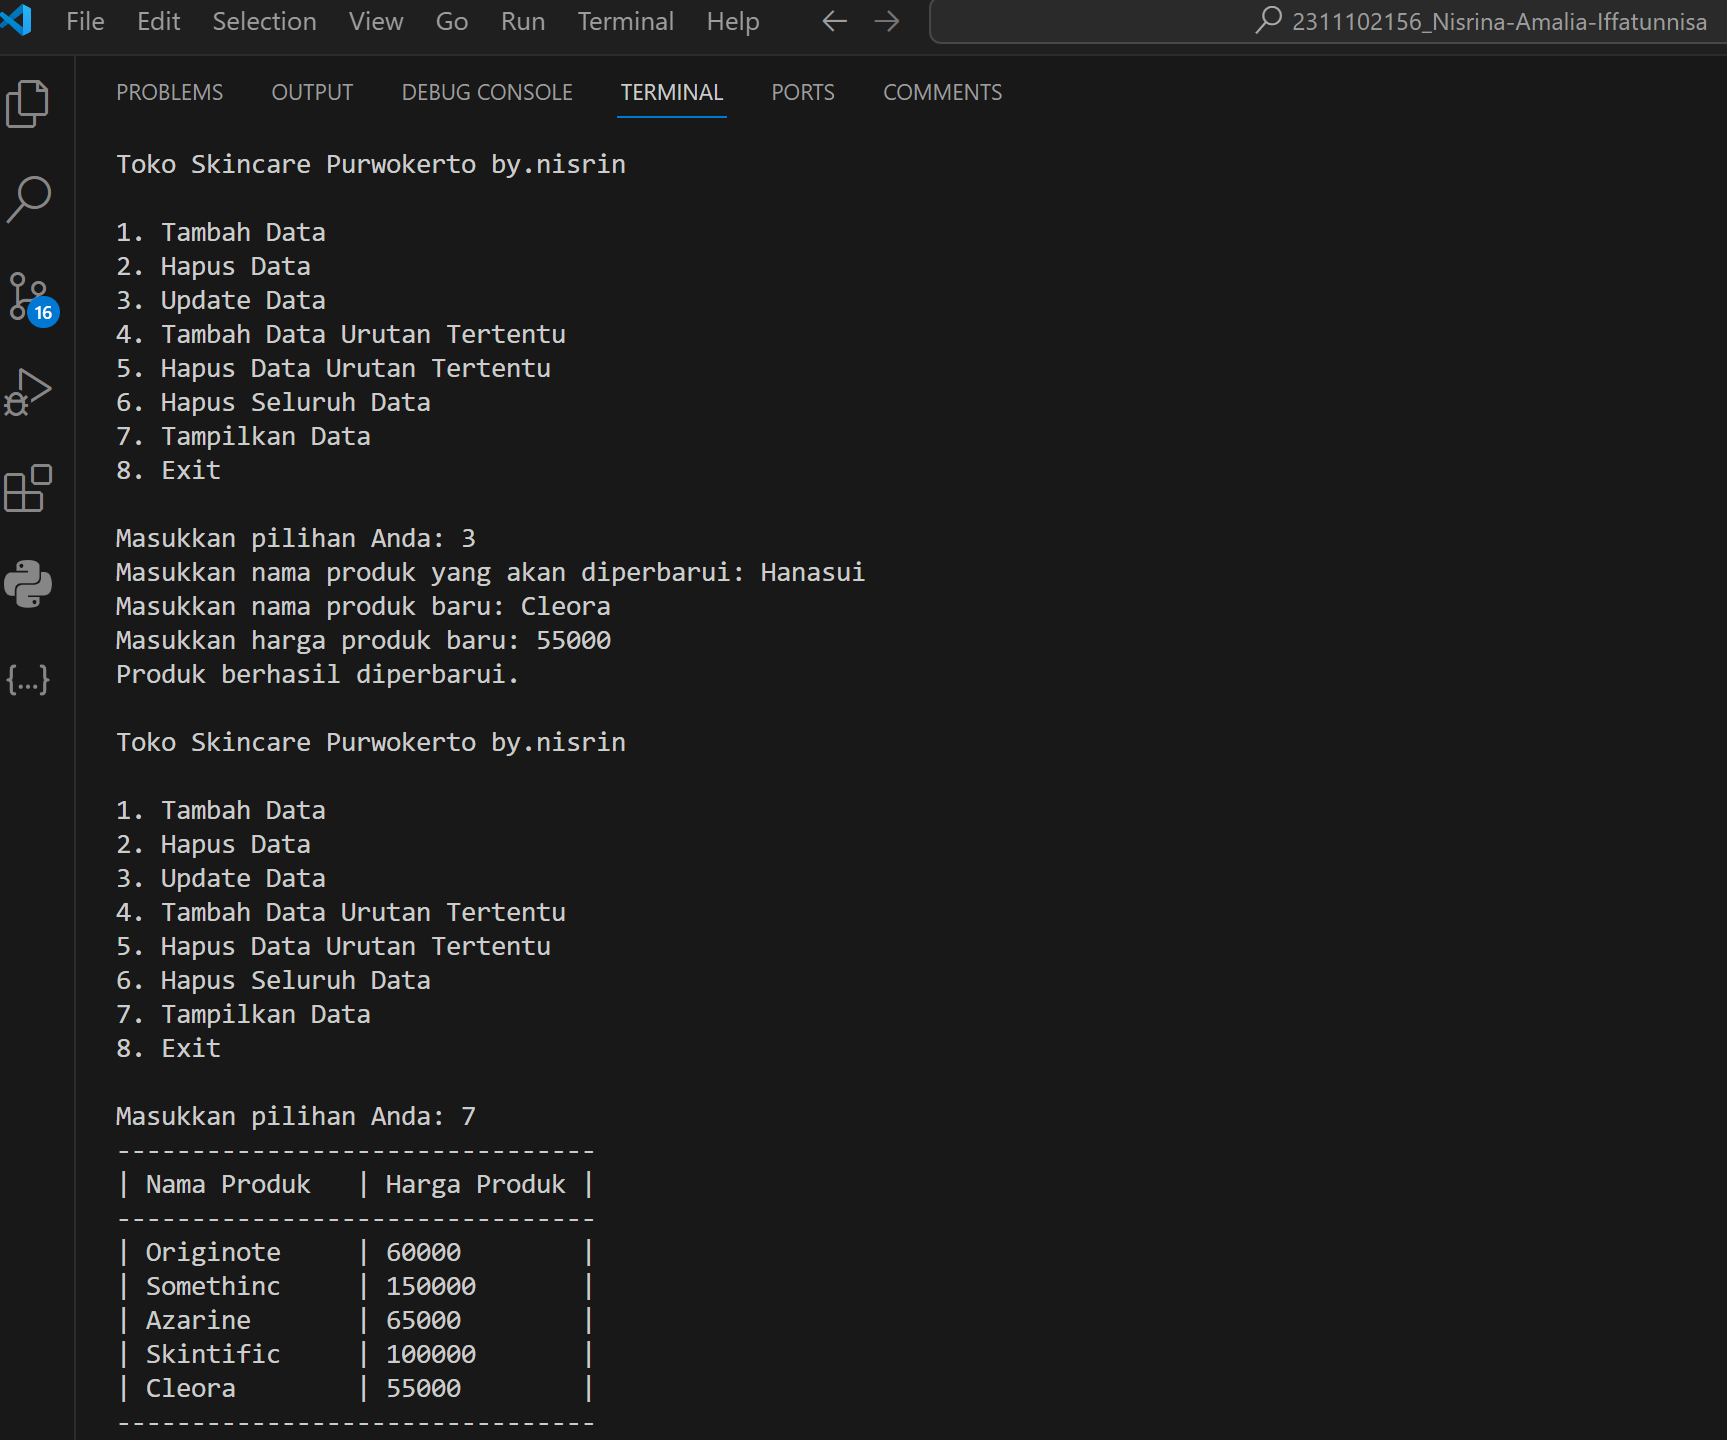 File Edit Selection View Go Run Terminal Help ← → 2311102156_Nisrina-Amalia-Iffatunnisa
PROBLEMS OUTPUT DEBUG CONSOLE TERMINAL PORTS COMMENTS
Toko Skincare Purwokerto by.nisrin
1. Tambah Data
2. Hapus Data
3. Update Data
4. Tambah Data Urutan Tertentu
5. Hapus Data Urutan Tertentu
6. Hapus Seluruh Data
7. Tampilkan Data
8. Exit
Masukkan pilihan Anda: 3
Masukkan nama produk yang akan diperbarui: Hanasui
Masukkan nama produk baru: Cleora
Masukkan harga produk baru: 55000
Produk berhasil diperbarui.
Toko Skincare Purwokerto by.nisrin
1. Tambah Data
2. Hapus Data
3. Update Data
4. Tambah Data Urutan Tertentu
5. Hapus Data Urutan Tertentu
6. Hapus Seluruh Data
7. Tampilkan Data
8. Exit
Masukkan pilihan Anda: 7
--------------------------------
| Nama Produk   | Harga Produk |
--------------------------------
| Originote     | 60000        |
| Somethinc     | 150000       |
| Azarine       | 65000        |
| Skintific     | 100000       |
| Cleora        | 55000        |
--------------------------------
16
{...}